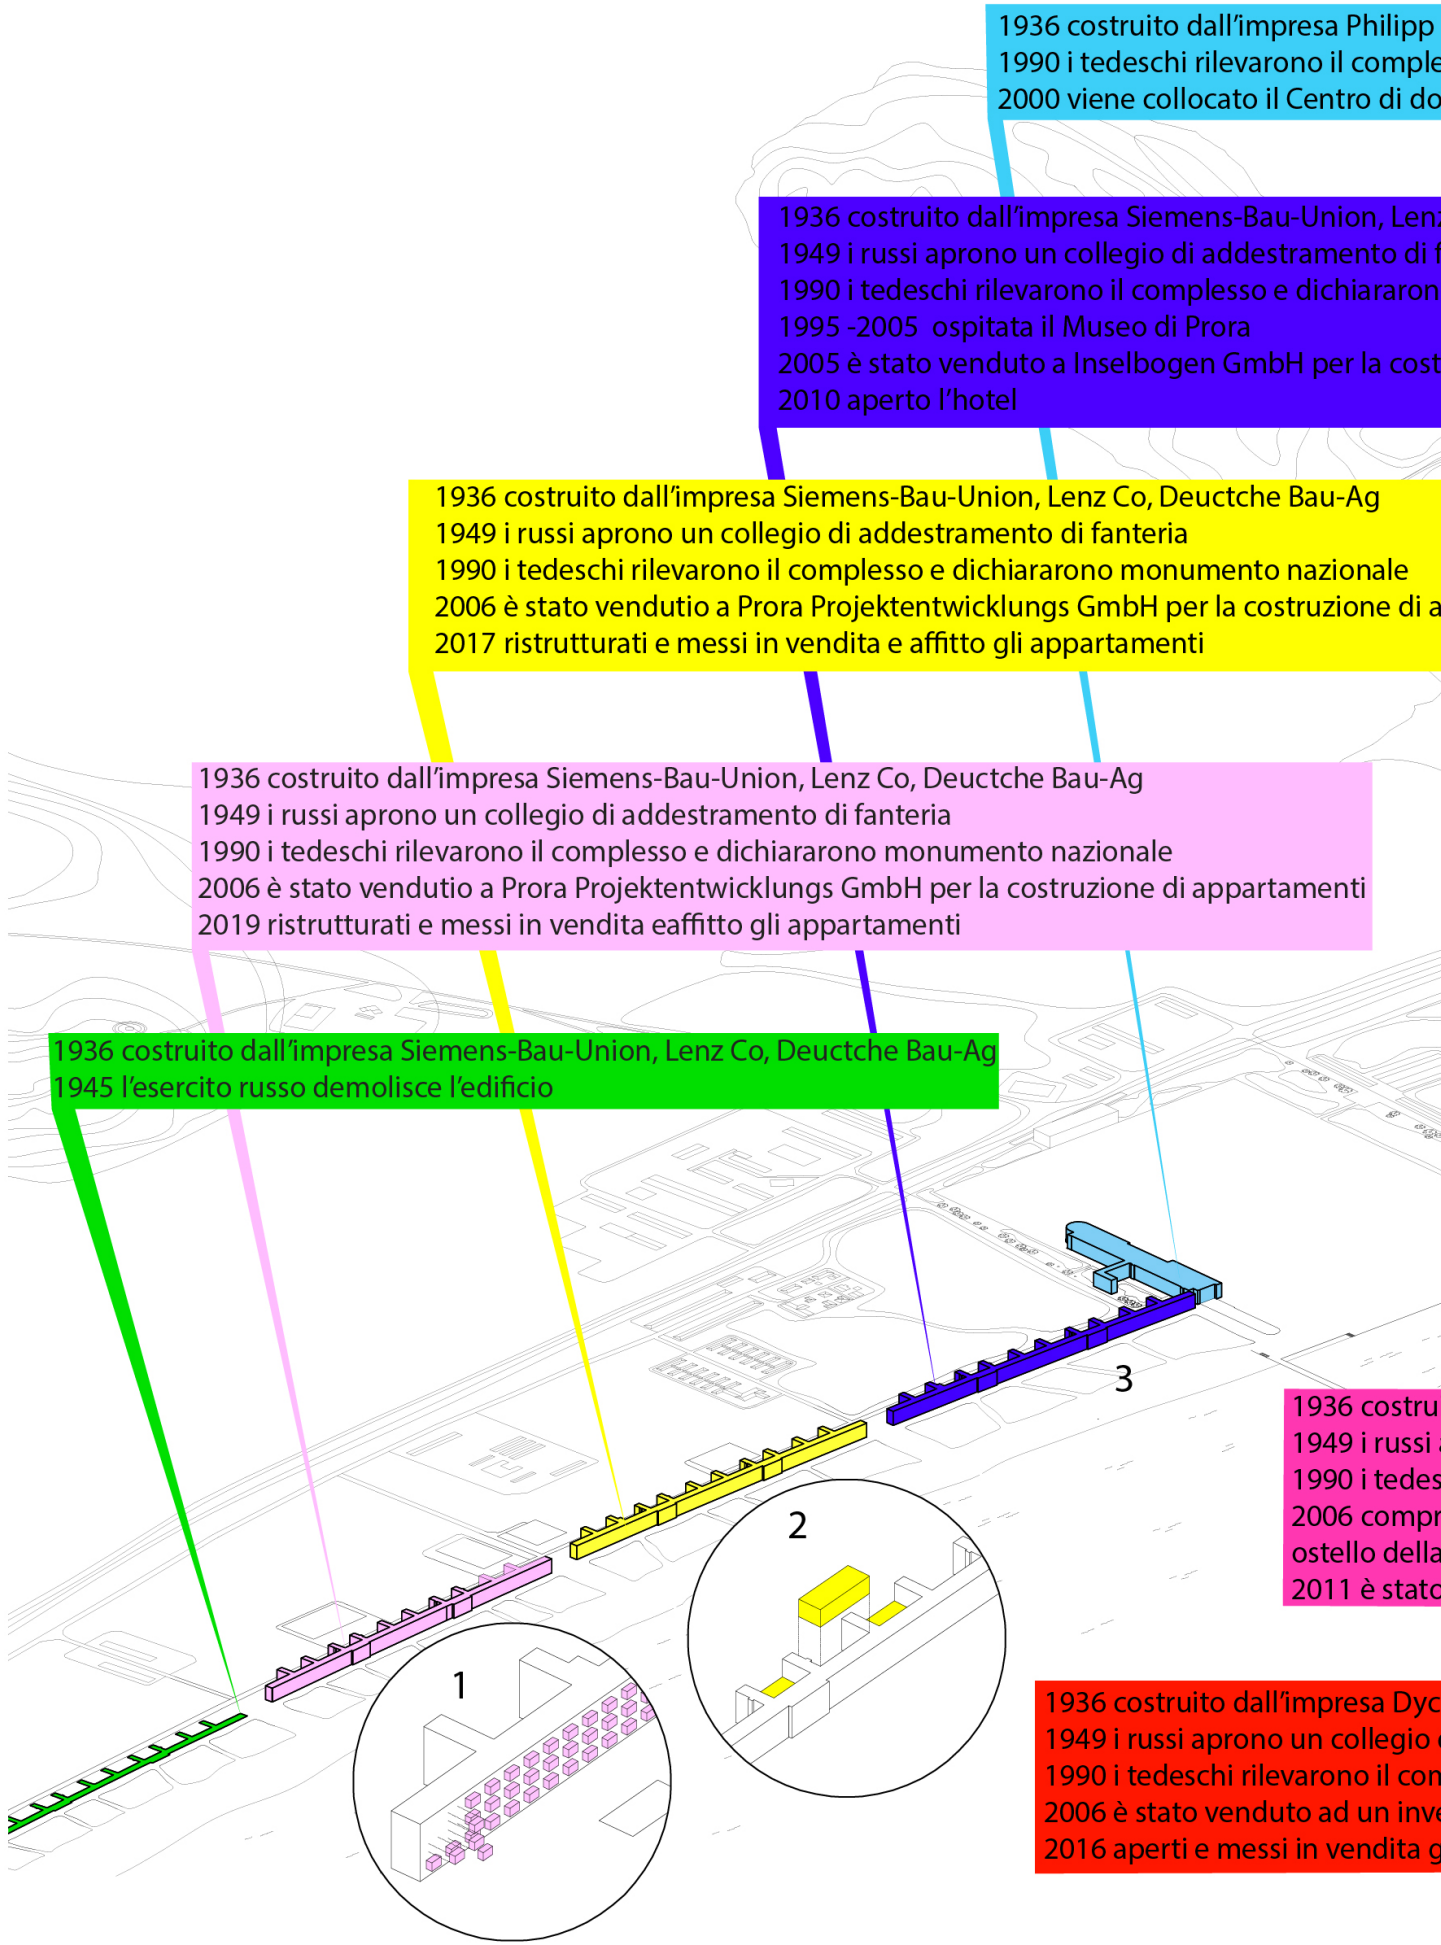 1936 costruito dall'impresa Philipp
1990 i tedeschi rilevarono il comple
2000 viene collocato il Centro di do
1936 costruito dall'impresa Siemens-Bau-Union, Lenz
1949 i russi aprono un collegio di addestramento di f
1990 i tedeschi rilevarono il complesso e dichiararon
1995 -2005  ospitata il Museo di Prora
2005 è stato venduto a Inselbogen GmbH per la cost
2010 aperto l'hotel
1936 costruito dall'impresa Siemens-Bau-Union, Lenz Co, Deuctche Bau-Ag
1949 i russi aprono un collegio di addestramento di fanteria
1990 i tedeschi rilevarono il complesso e dichiararono monumento nazionale
2006 è stato vendutio a Prora Projektentwicklungs GmbH per la costruzione di a
2017 ristrutturati e messi in vendita e affitto gli appartamenti
1936 costruito dall'impresa Siemens-Bau-Union, Lenz Co, Deuctche Bau-Ag
1949 i russi aprono un collegio di addestramento di fanteria
1990 i tedeschi rilevarono il complesso e dichiararono monumento nazionale
2006 è stato vendutio a Prora Projektentwicklungs GmbH per la costruzione di appartamenti
2019 ristrutturati e messi in vendita eaffitto gli appartamenti
1936 costruito dall'impresa Siemens-Bau-Union, Lenz Co, Deuctche Bau-Ag
1945 l'esercito russo demolisce l'edificio
3
1936 costru
1949 i russi a
1990 i tedes
2006 compr
ostello della
2011 è stato
2
1
1936 costruito dall'impresa Dyc
1949 i russi aprono un collegio d
1990 i tedeschi rilevarono il com
2006 è stato venduto ad un inve
2016 aperti e messi in vendita g